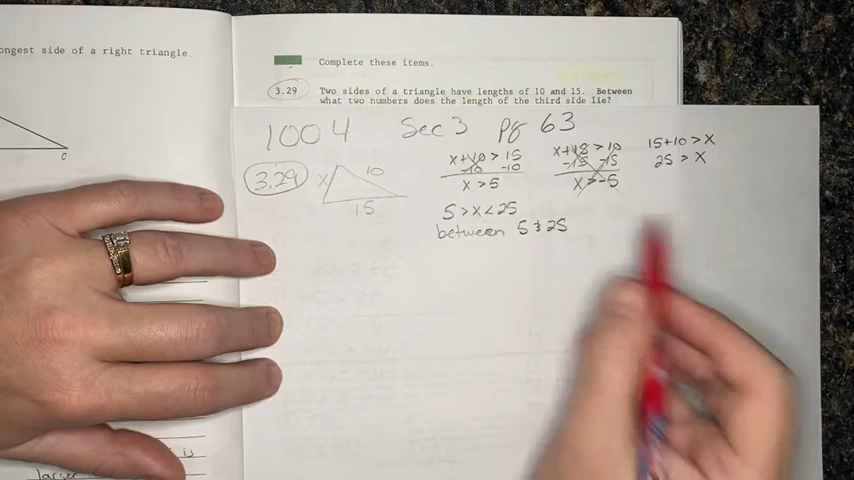 ongest side of a right triangle.
C
Complete these items.
3.29 Two sides of a triangle have lengths of 10 and 15. Between
what two numbers does the length of the third side lie?
1004 Sec 3 pg 63
3.29
x 10
15
x+10 > 15
-10 -10
x > 5
x+15 > 10
-15 -15
x > -5
15+10 > x
25 > x
5 > x < 25
between 5 & 25
is
larger